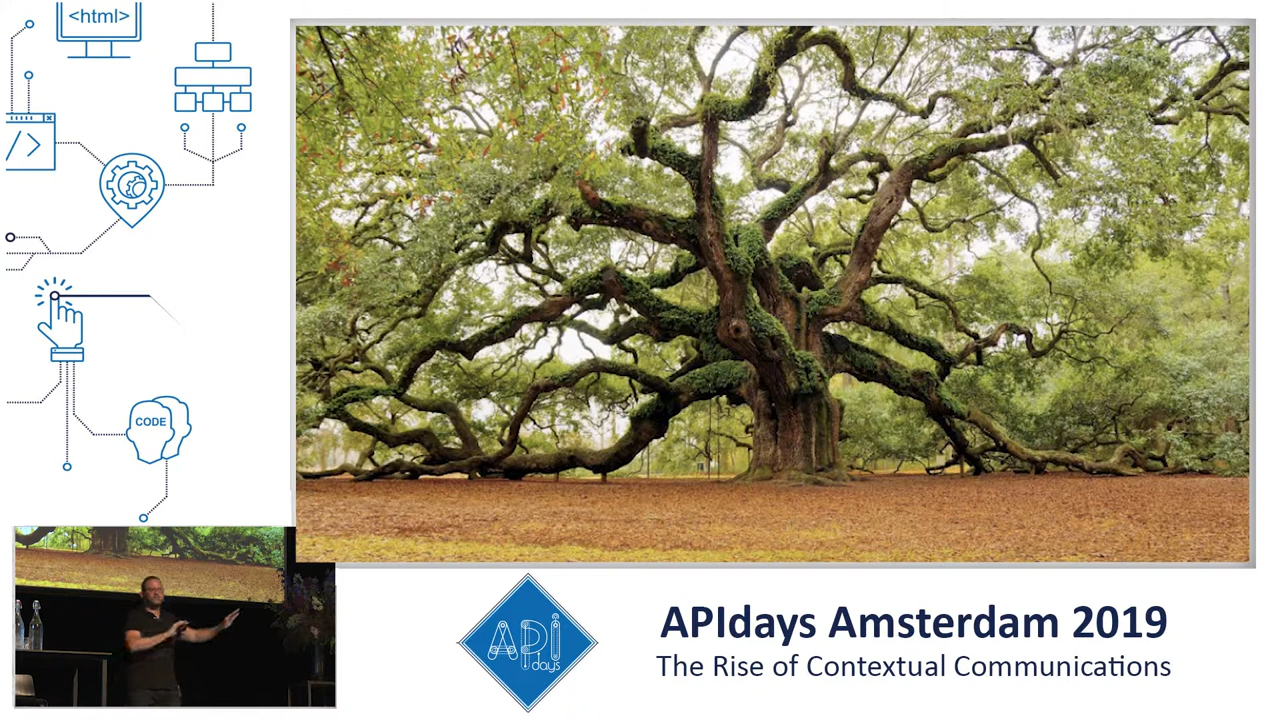 <html>
</>
CODE
API
days
APIdays Amsterdam 2019
The Rise of Contextual Communications